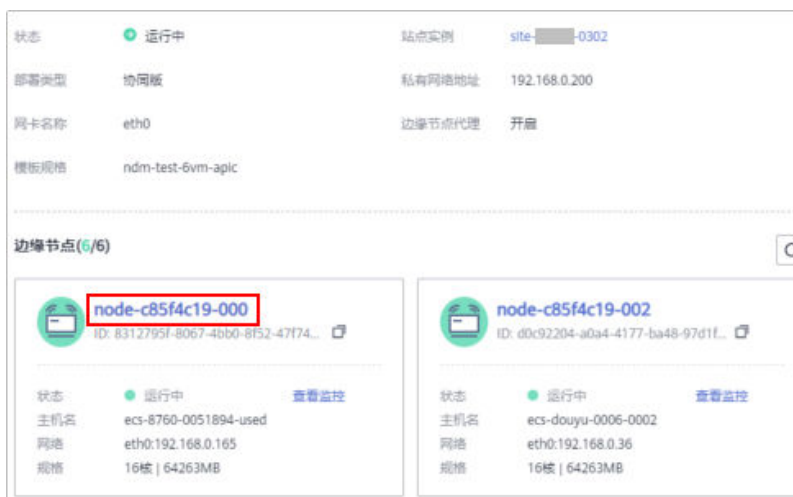 状态 运行中 站点实例 site- -0302
部署类型 协同版 私有网络地址 192.168.0.200
网卡名称 eth0 边缘节点代理 开启
模板规格 ndm-test-6vm-apic
边缘节点(6/6)
node-c85f4c19-000 node-c85f4c19-002
ID: 8312795f-8067-4bb0-8f52-47f74... ID: d0c92204-a0a4-4177-ba48-97d1f...
状态 运行中 查看监控 状态 运行中 查看监控
主机名 ecs-8760-0051894-used 主机名 ecs-douyu-0006-0002
网络 eth0:192.168.0.165 网络 eth0:192.168.0.36
规格 16核 | 64263MB 规格 16核 | 64263MB